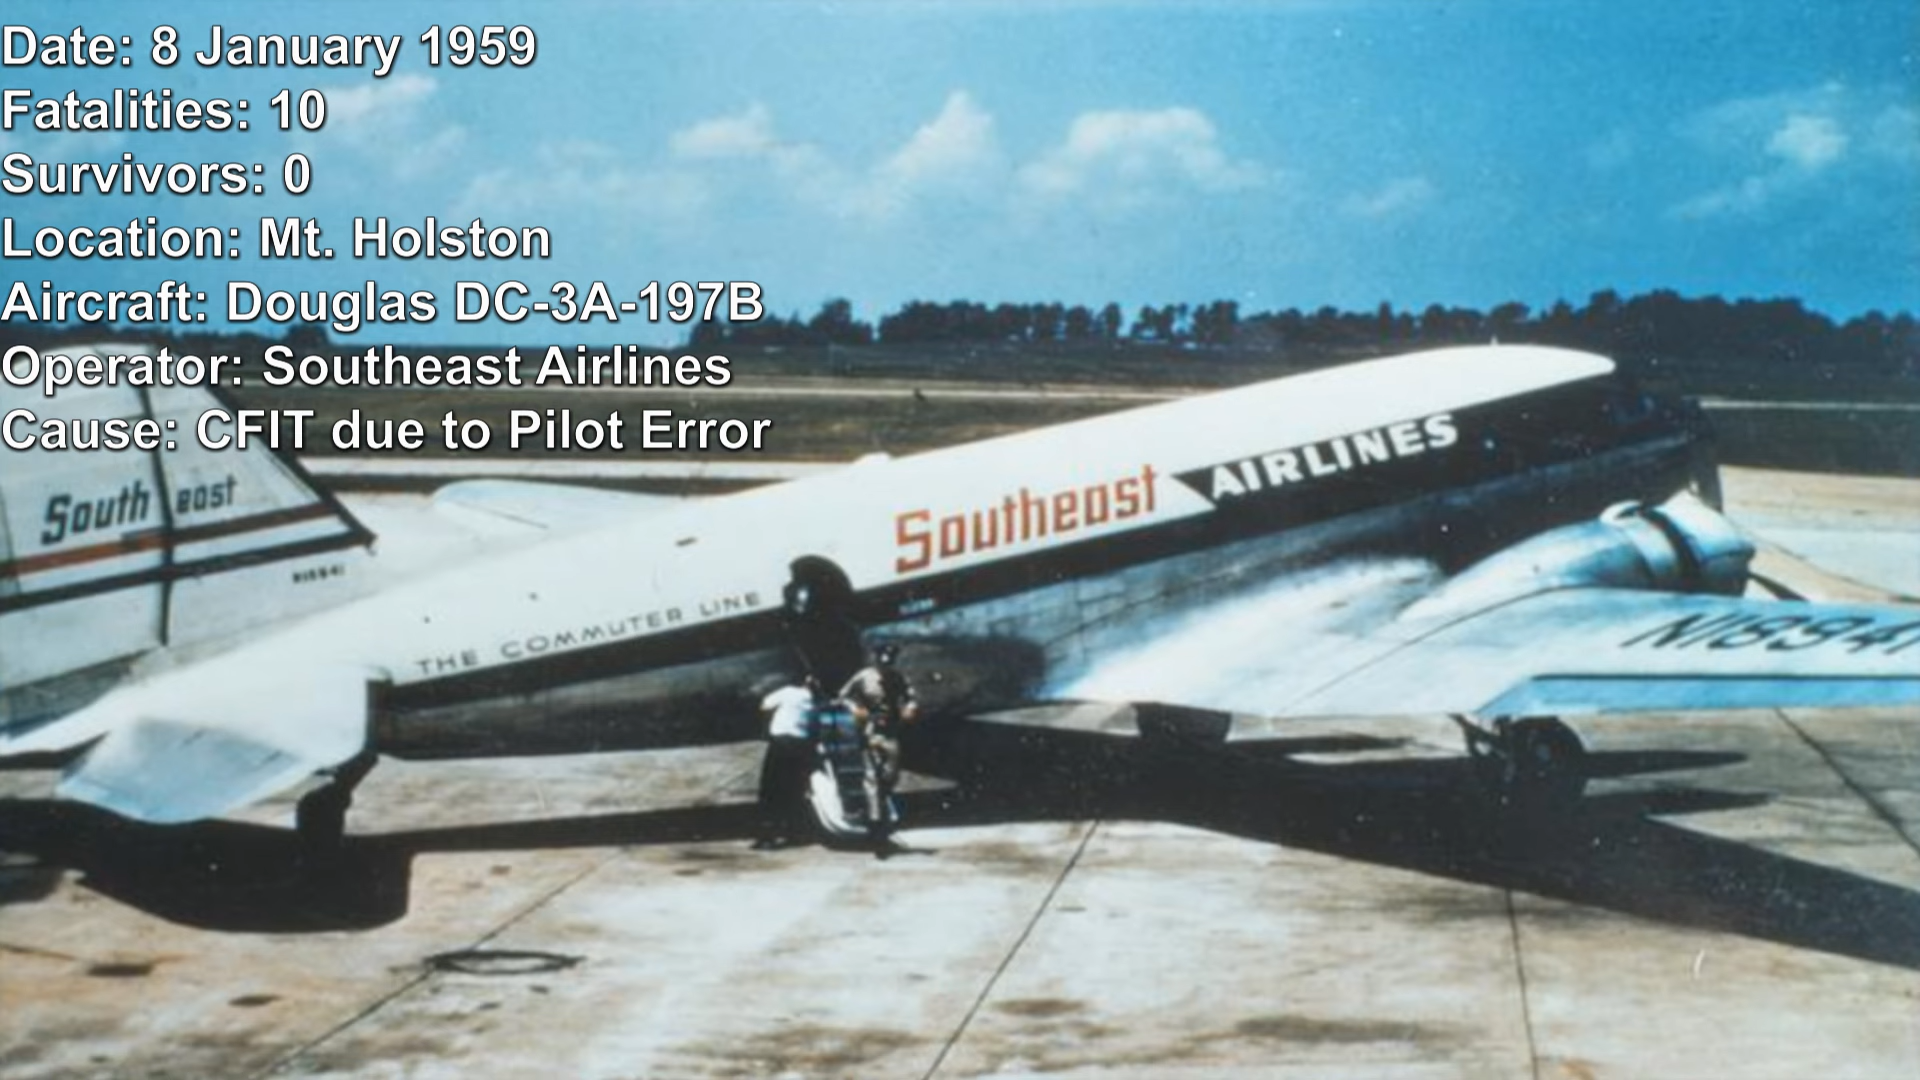 Date: 8 January 1959
Fatalities: 10
Survivors: 0
Location: Mt. Holston
Aircraft: Douglas DC-3A-197B
Operator: Southeast Airlines
Cause: CFIT due to Pilot Error
Southeast AIRLINES
South east
THE COMMUTER LINE